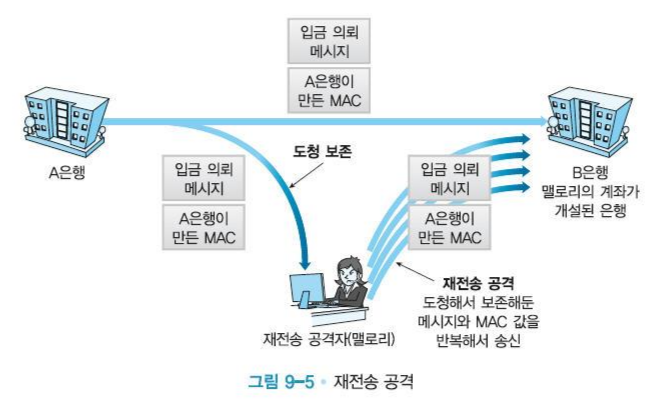 입금 의뢰
메시지
A은행이
만든 MAC
A은행
도청 보존
입금 의뢰
메시지
A은행이
만든 MAC
입금 의뢰
메시지
A은행이
만든 MAC
B은행
맬로리의 계좌가
개설된 은행
재전송 공격자(맬로리)
재전송 공격
도청해서 보존해둔
메시지와 MAC 값을
반복해서 송신
그림 9-5 • 재전송 공격